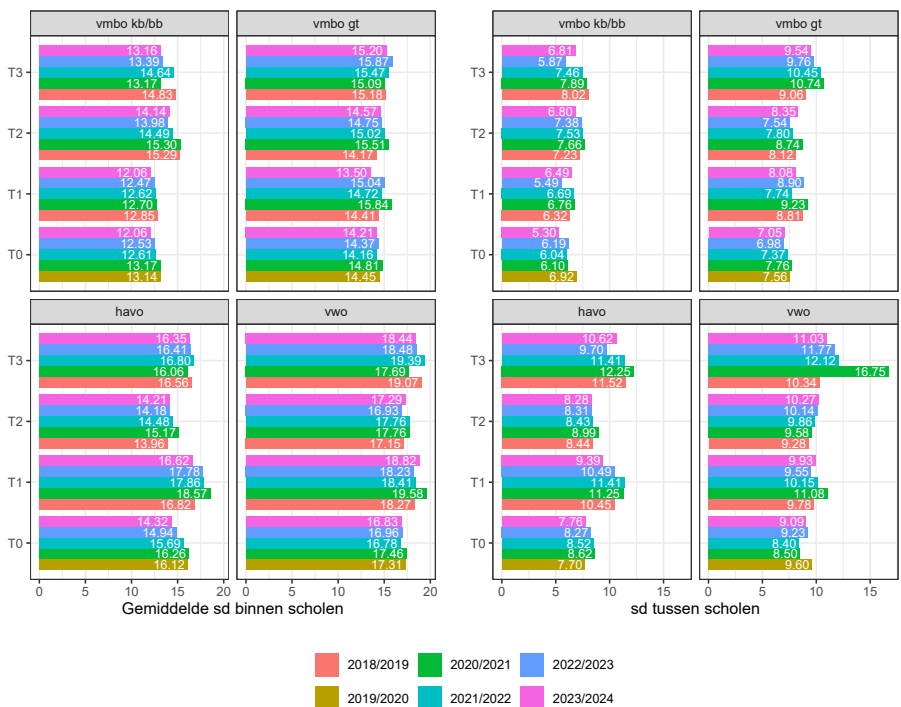 vmbo kb/bb vmbo gt vmbo kb/bb vmbo gt
T3 13.16 15.20 T3 6.81 9.54
13.39 15.87 5.87 9.76
14.64 15.47 7.46 10.45
13.17 15.09 7.89 10.74
14.83 15.18 8.02 9.06
T2 14.14 14.57 T2 6.80 8.35
13.98 14.75 7.38 7.54
14.49 15.02 7.53 7.80
15.30 15.51 7.66 8.74
15.29 14.17 7.23 8.12
T1 12.06 13.50 T1 6.49 8.08
12.47 15.04 5.49 8.90
12.62 14.72 6.69 7.74
12.70 15.84 6.76 9.23
12.85 14.41 6.32 8.81
T0 12.06 14.21 T0 5.30 7.05
12.53 14.37 6.19 6.98
12.61 14.16 6.04 7.37
13.17 14.81 6.10 7.76
13.14 14.45 6.92 7.56
havo vwo havo vwo
T3 16.35 18.44 T3 10.62 11.03
16.41 18.48 9.70 11.77
16.80 19.39 11.41 12.12
16.06 17.69 12.25 16.75
16.56 19.07 11.52 10.34
T2 14.21 17.29 T2 8.28 10.27
14.18 16.93 8.31 10.14
14.48 17.76 8.43 9.86
15.17 17.76 8.99 9.58
13.96 17.15 8.44 9.28
T1 16.62 18.82 T1 9.39 9.93
17.78 18.23 10.49 9.55
17.86 18.41 11.41 10.15
18.57 19.58 11.25 11.08
16.82 18.27 10.45 9.78
T0 14.32 16.83 T0 7.76 9.09
14.94 16.96 8.27 9.23
15.69 16.78 8.52 8.40
16.26 17.46 8.62 8.50
16.12 17.31 7.70 9.60
0 5 10 15 20 0 5 10 15 20 0 5 10 15 0 5 10 15
Gemiddelde sd binnen scholen sd tussen scholen
2018/2019 2020/2021 2022/2023
2019/2020 2021/2022 2023/2024